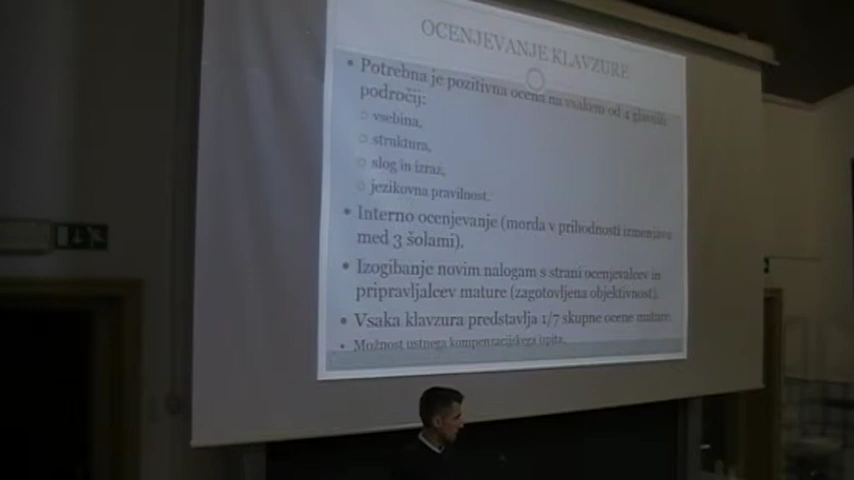 OCENJEVANJE KLAVZURE
• Potrebna je pozitivna ocena na vsakem od 4 glavnih
področij:
○ vsebina,
○ struktura,
○ slog in izraz,
○ jezikovna pravilnost.
• Interno ocenjevanje (morda v prihodnosti izmenjava
med 3 šolami).
• Izogibanje novim nalogam s strani ocenjevalcev in
pripravljalcev mature (zagotovljena objektivnost).
• Vsaka klavzura predstavlja 1/7 skupne ocene mature.
• Možnost ustnega kompenzacijskega izpita.